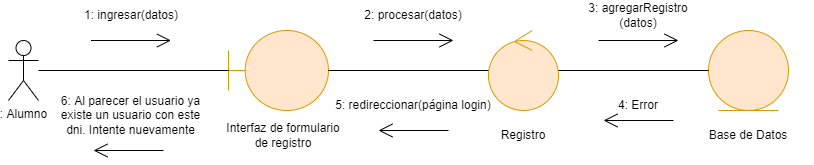 1: ingresar(datos)
2: procesar(datos)
3: agregarRegistro
(datos)
: Alumno
6: Al parecer el usuario ya
existe un usuario con este
dni. Intente nuevamente
Interfaz de formulario
de registro
5: redireccionar(página login)
Registro
4: Error
Base de Datos